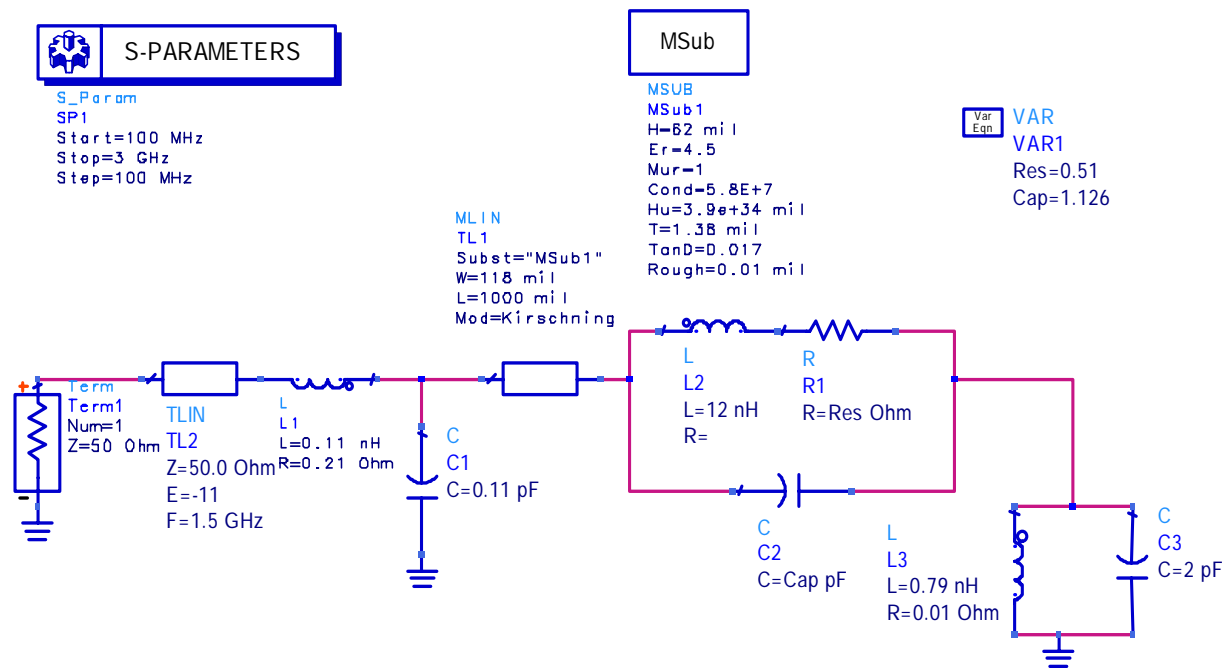 S-PARAMETERS
S_Param
SP1
Start=100 MHz
Stop=3 GHz
Step=100 MHz
MSub
MSUB
MSub1
H=62 mil
Er=4.5
Mur=1
Cond=5.8E+7
Hu=3.9e+34 mil
T=1.38 mil
TanD=0.017
Rough=0.01 mil
Var
Eqn
VAR
VAR1
Res=0.51
Cap=1.126
MLIN
TL1
Subst="MSub1"
W=118 mil
L=1000 mil
Mod=Kirschning
+
-
Term
Term1
Num=1
Z=50 Ohm
TLIN
TL2
Z=50.0 Ohm
E=-11
F=1.5 GHz
L
L1
L=0.11 nH
R=0.21 Ohm
C
C1
C=0.11 pF
L
L2
L=12 nH
R=
R
R1
R=Res Ohm
C
C2
C=Cap pF
L
L3
L=0.79 nH
R=0.01 Ohm
C
C3
C=2 pF